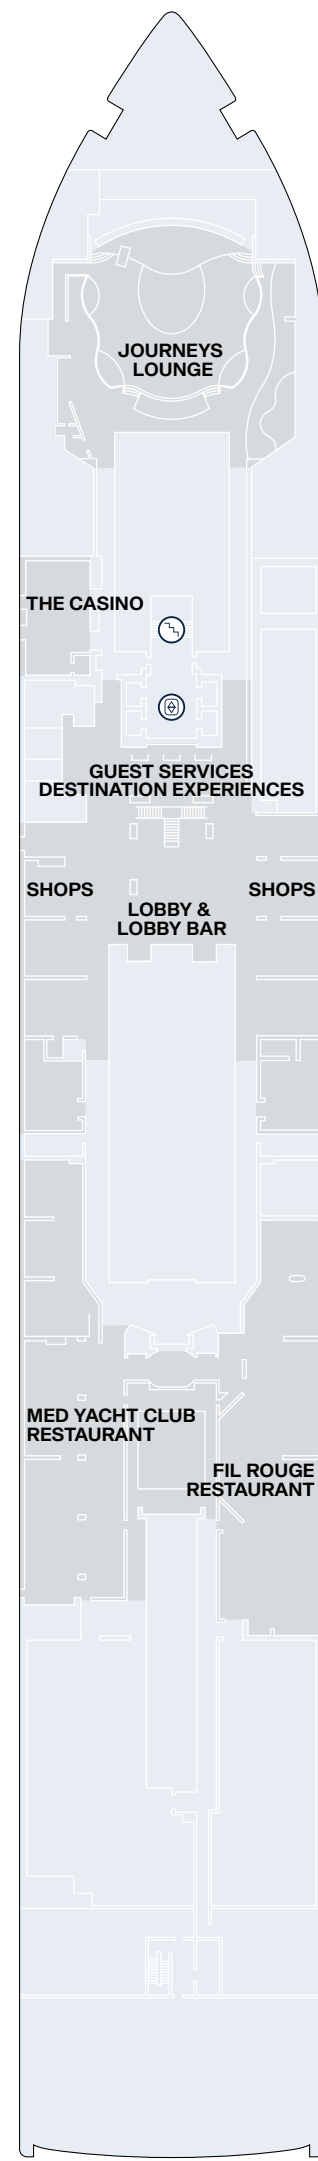 JOURNEYS
LOUNGE
THE CASINO
GUEST SERVICES
DESTINATION EXPERIENCES
SHOPS
SHOPS
LOBBY &
LOBBY BAR
MED YACHT CLUB
RESTAURANT
FIL ROUGE
RESTAURANT